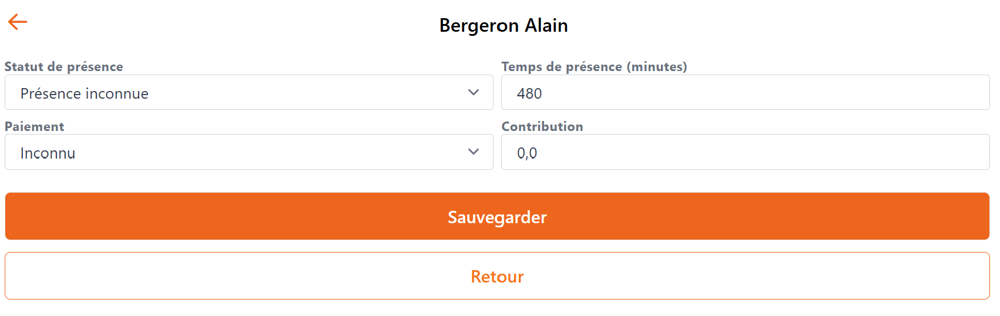 Bergeron Alain
Statut de présence
Temps de présence (minutes)
Présence inconnue
480
Paiement
Contribution
Inconnu
0,0
Sauvegarder
Retour